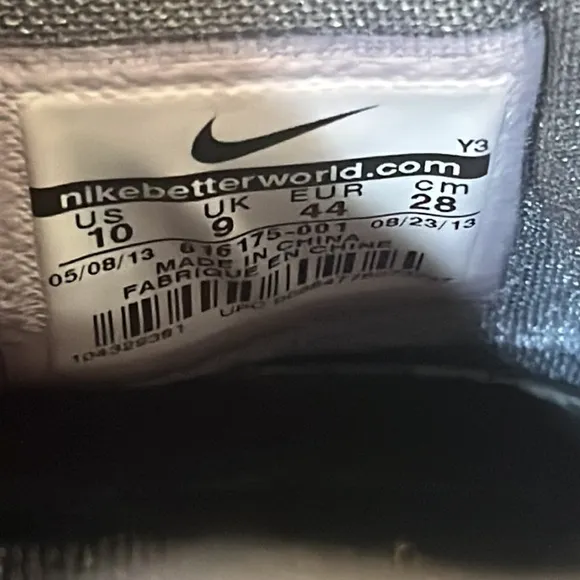 Y3
nikebetterworld.com
US UK EUR cm
10 9 44 28
05/08/13 616175-001 08/23/13
MADE IN CHINA
FABRIQUE EN CHINE
UPC